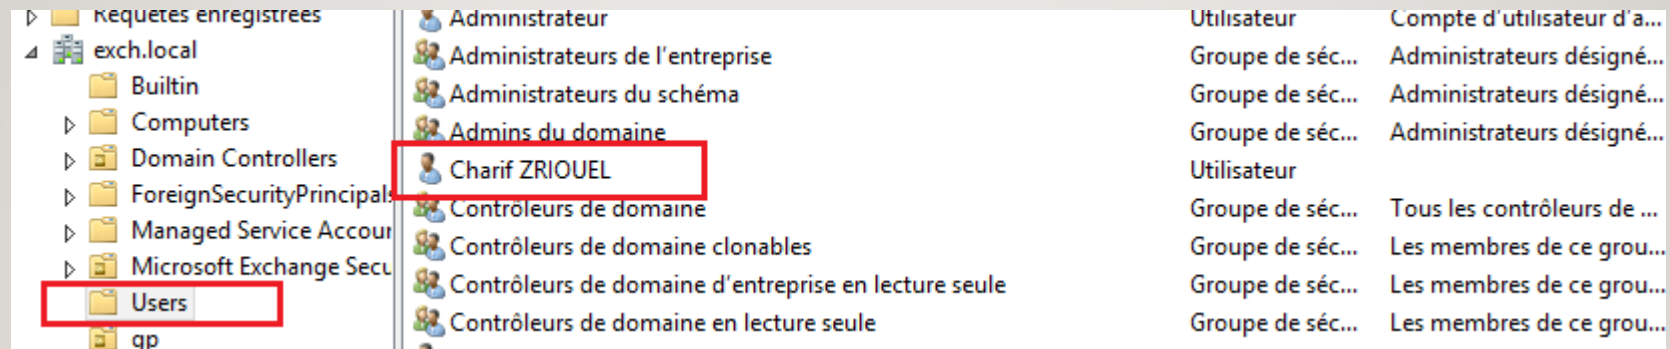 Requêtes enregistrées
exch.local
Builtin
Computers
Domain Controllers
ForeignSecurityPrincipals
Managed Service Accour
Microsoft Exchange Secu
Users
gp
Administrateur Utilisateur Compte d'utilisateur d'a...
Administrateurs de l'entreprise Groupe de séc... Administrateurs désigné...
Administrateurs du schéma Groupe de séc... Administrateurs désigné...
Admins du domaine Groupe de séc... Administrateurs désigné...
Charif ZRIOUEL Utilisateur
Contrôleurs de domaine Groupe de séc... Tous les contrôleurs de ...
Contrôleurs de domaine clonables Groupe de séc... Les membres de ce grou...
Contrôleurs de domaine d'entreprise en lecture seule Groupe de séc... Les membres de ce grou...
Contrôleurs de domaine en lecture seule Groupe de séc... Les membres de ce grou...